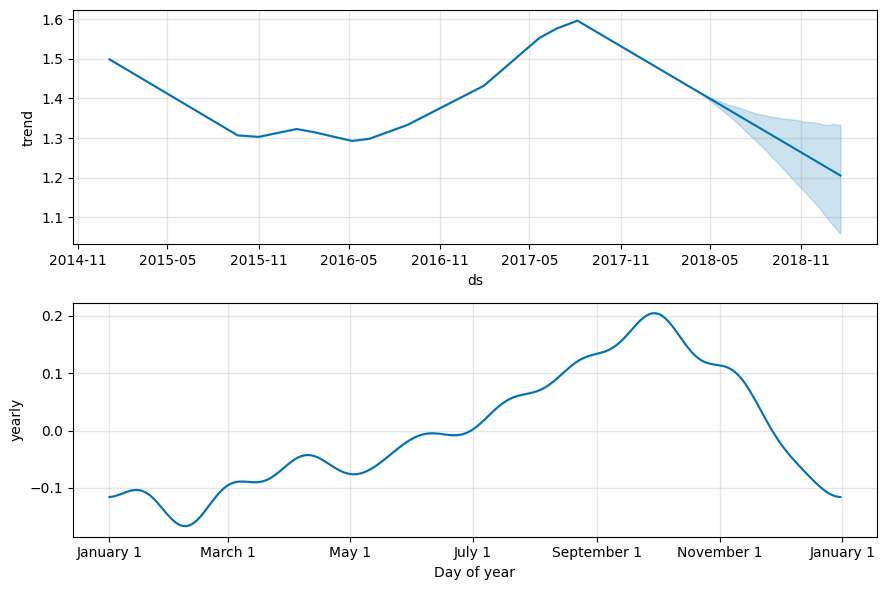 1.6
1.5
1.4
1.3
1.2
1.1
trend
2014-11 2015-05 2015-11 2016-05 2016-11 2017-05 2017-11 2018-05 2018-11
ds
0.2
0.1
0.0
−0.1
yearly
January 1 March 1 May 1 July 1 September 1 November 1 January 1
Day of year